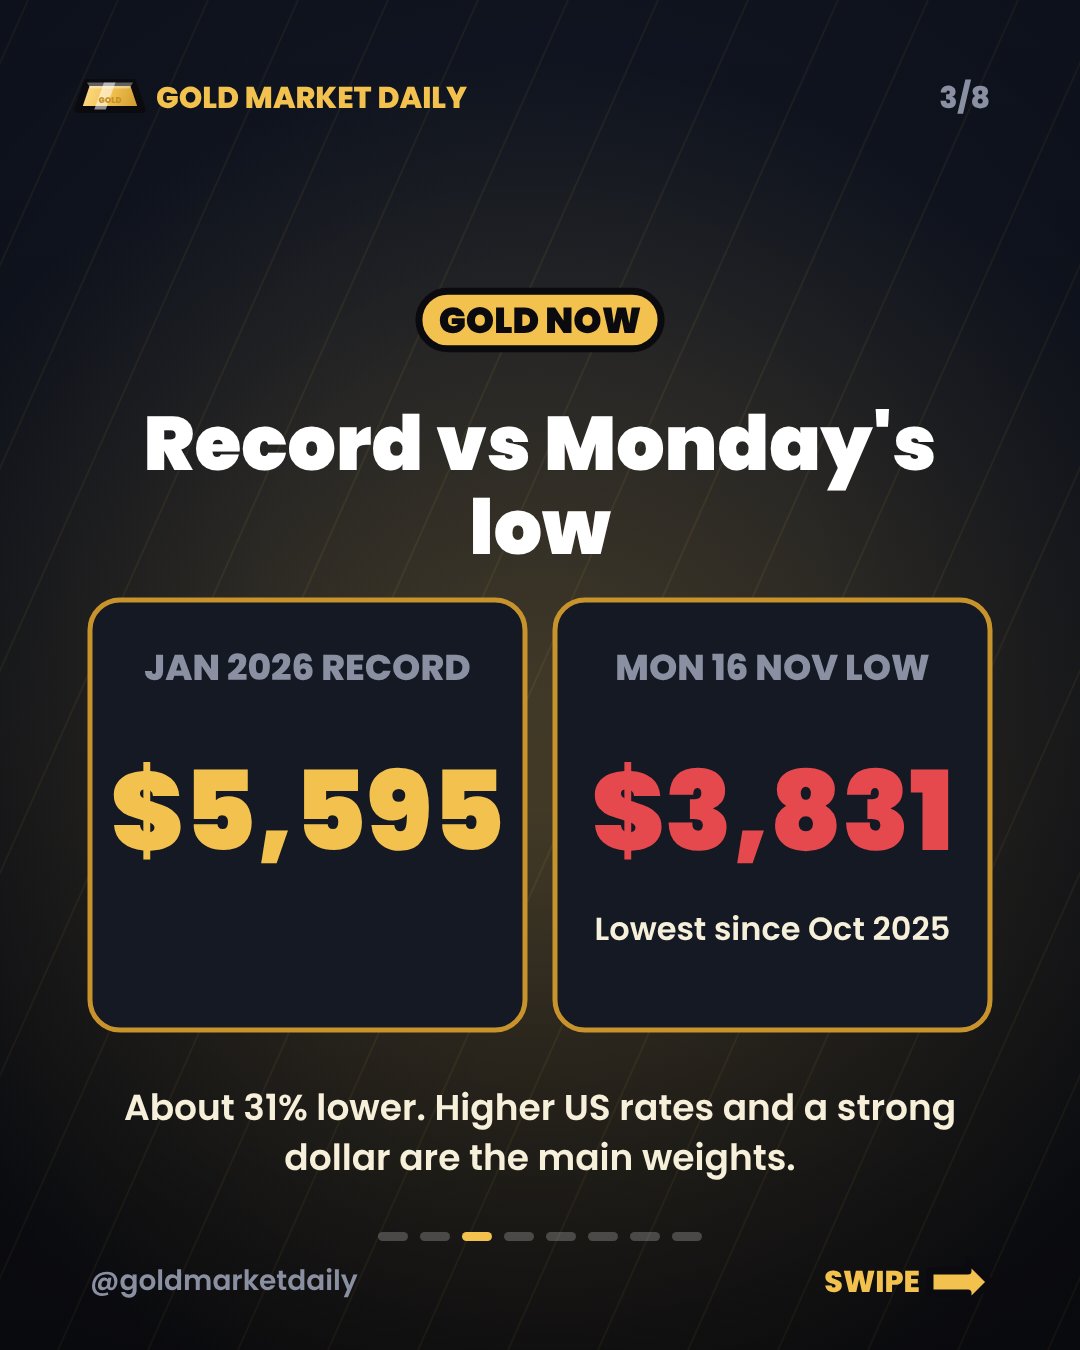 GOLD
GOLD MARKET DAILY
3/8
GOLD NOW
Record vs Monday's
low
JAN 2026 RECORD
$5,595
MON 16 NOV LOW
$3,831
Lowest since Oct 2025
About 31% lower. Higher US rates and a strong
dollar are the main weights.
@goldmarketdaily
SWIPE